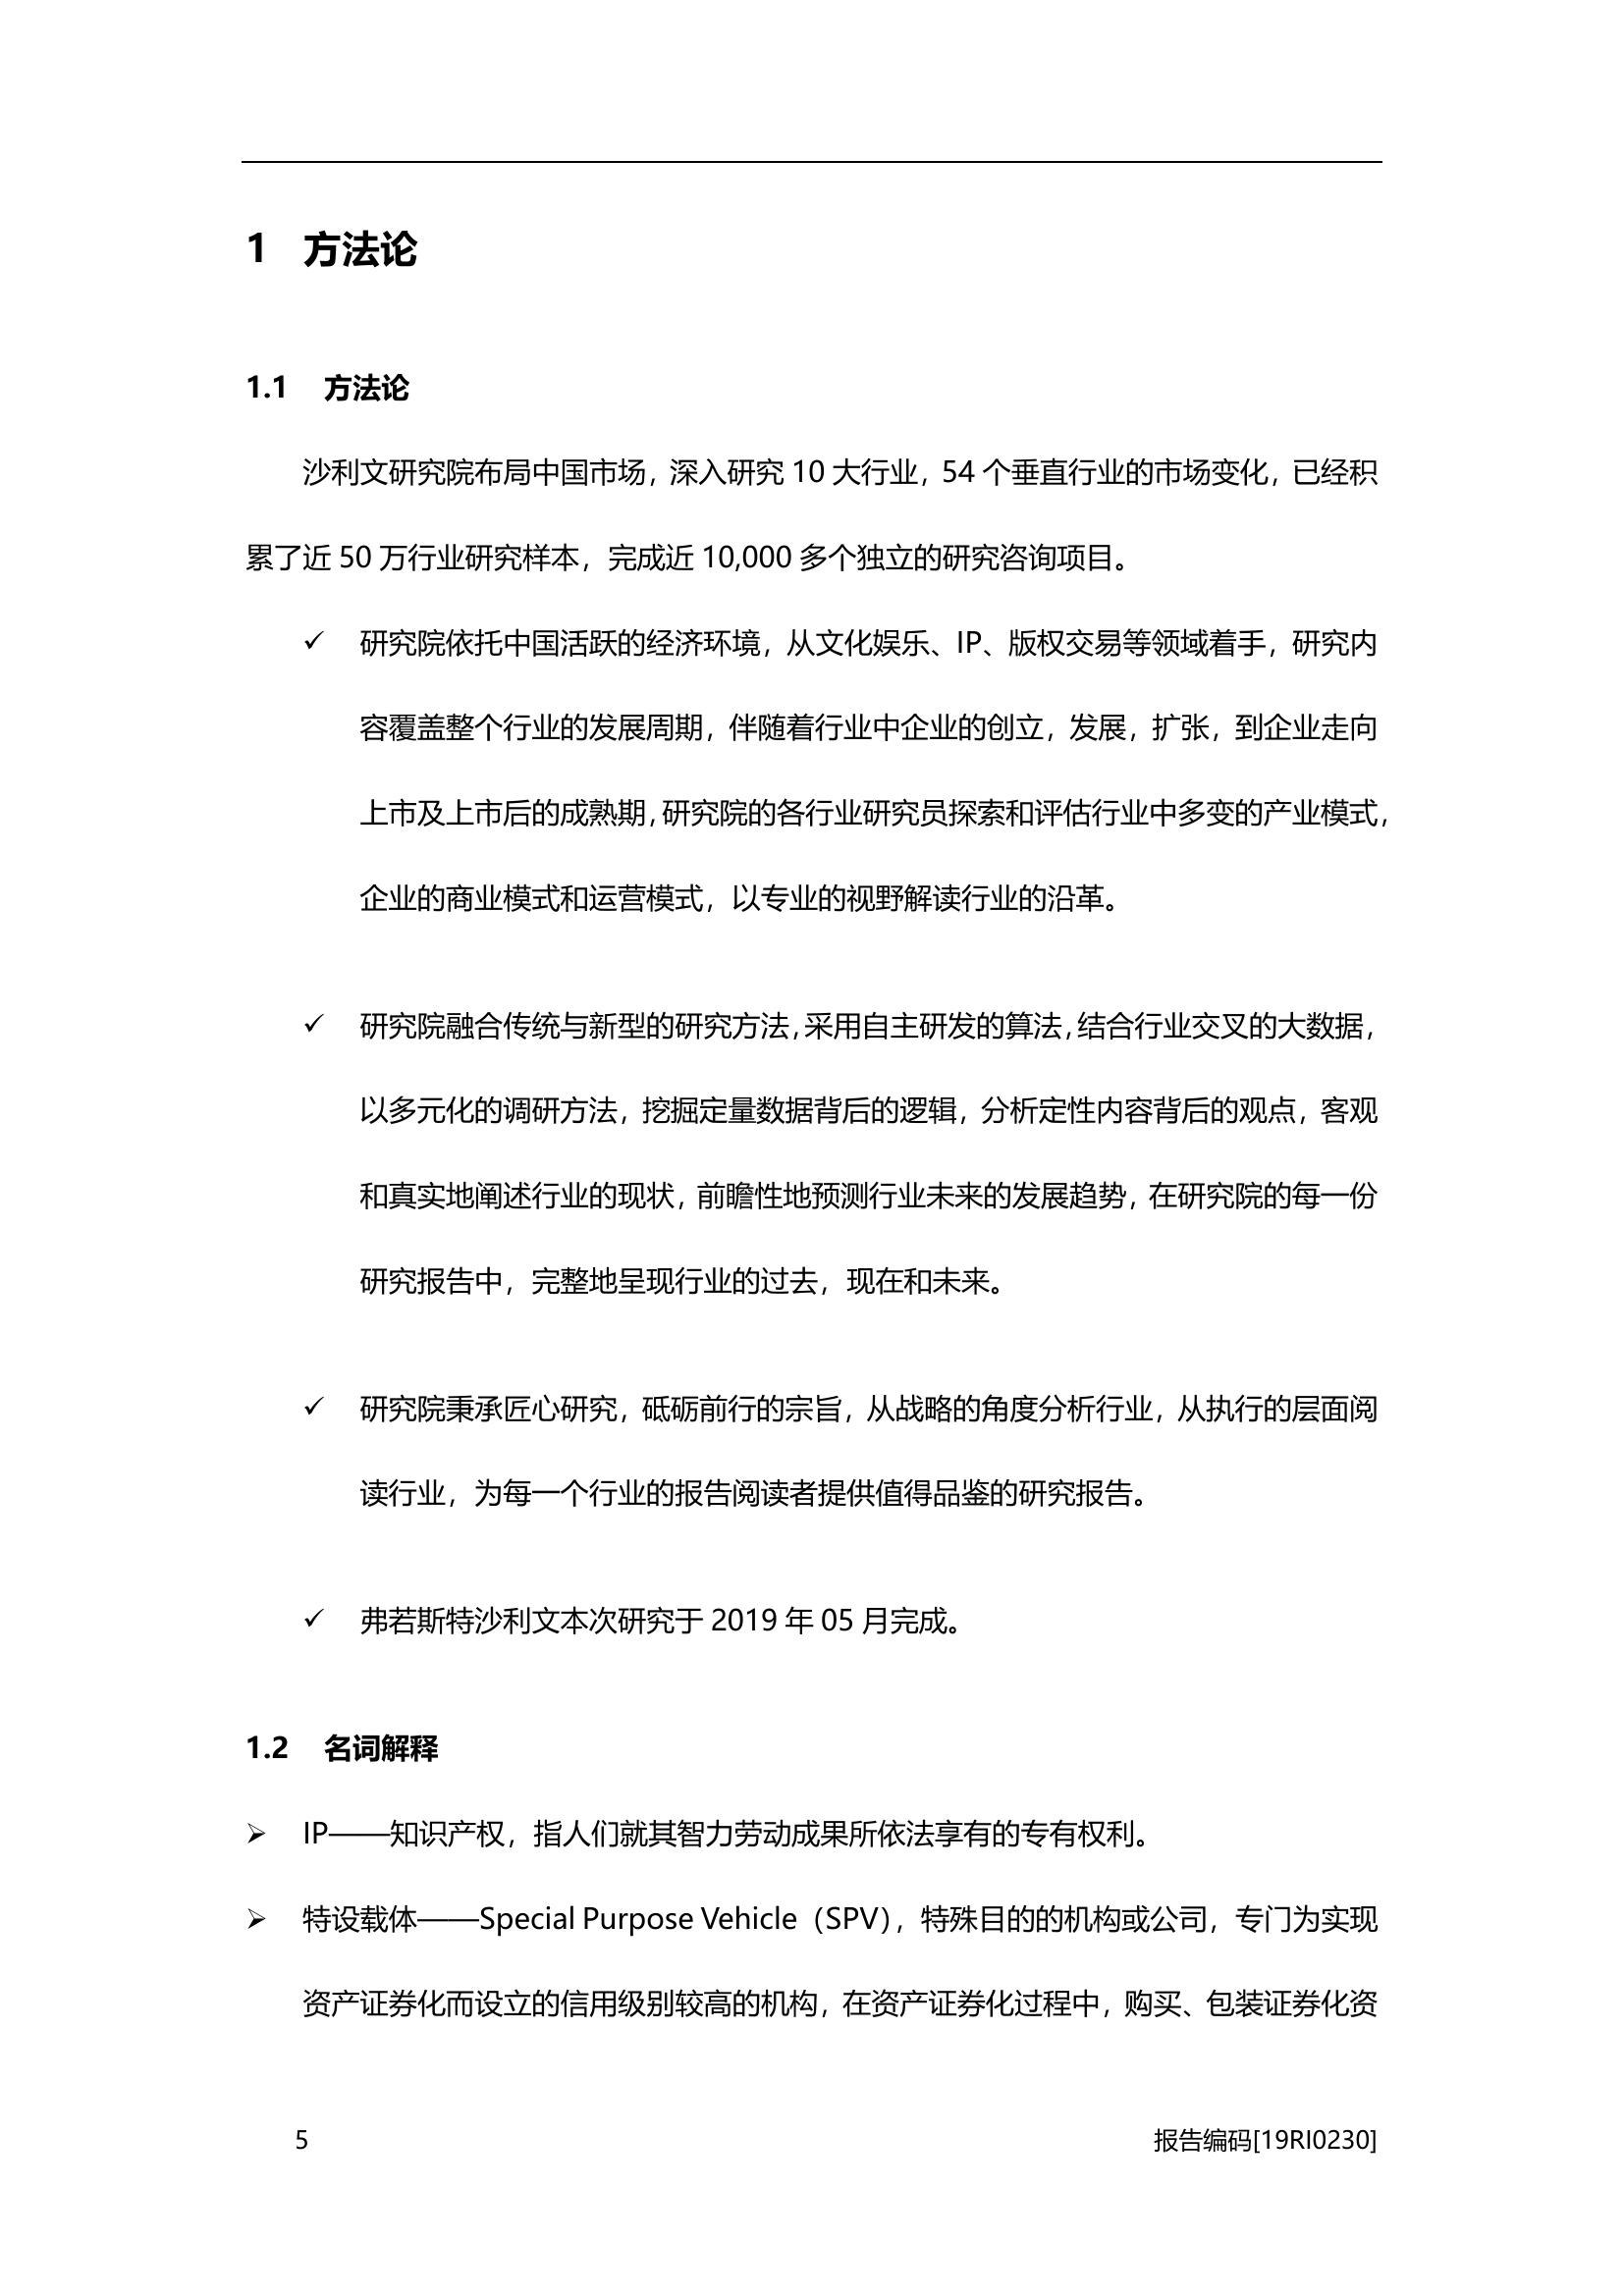 1 方法论
1.1 方法论
沙利文研究院布局中国市场，深入研究 10 大行业，54 个垂直行业的市场变化，已经积
累了近 50 万行业研究样本，完成近 10,000 多个独立的研究咨询项目。
✓ 研究院依托中国活跃的经济环境，从文化娱乐、IP、版权交易等领域着手，研究内
容覆盖整个行业的发展周期，伴随着行业中企业的创立，发展，扩张，到企业走向
上市及上市后的成熟期，研究院的各行业研究员探索和评估行业中多变的产业模式，
企业的商业模式和运营模式，以专业的视野解读行业的沿革。
✓ 研究院融合传统与新型的研究方法，采用自主研发的算法，结合行业交叉的大数据，
以多元化的调研方法，挖掘定量数据背后的逻辑，分析定性内容背后的观点，客观
和真实地阐述行业的现状，前瞻性地预测行业未来的发展趋势，在研究院的每一份
研究报告中，完整地呈现行业的过去，现在和未来。
✓ 研究院秉承匠心研究，砥砺前行的宗旨，从战略的角度分析行业，从执行的层面阅
读行业，为每一个行业的报告阅读者提供值得品鉴的研究报告。
✓ 弗若斯特沙利文本次研究于 2019 年 05 月完成。
1.2 名词解释
➢ IP——知识产权，指人们就其智力劳动成果所依法享有的专有权利。
➢ 特设载体——Special Purpose Vehicle（SPV），特殊目的的机构或公司，专门为实现
资产证券化而设立的信用级别较高的机构，在资产证券化过程中，购买、包装证券化资
5 报告编码[19RI0230]